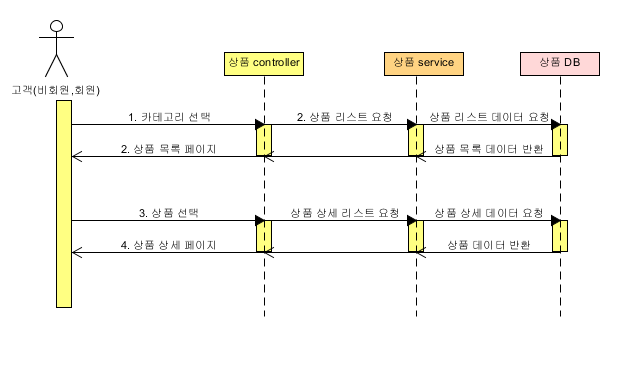 상품 controller
상품 service
상품 DB
고객(비회원,회원)
1. 카테고리 선택
2. 상품 리스트 요청
상품 리스트 데이터 요청
2. 상품 목록 페이지
상품 목록 데이터 반환
3. 상품 선택
상품 상세 리스트 요청
상품 상세 데이터 요청
4. 상품 상세 페이지
상품 데이터 반환